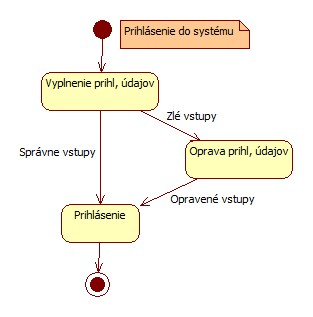 Prihlásenie do systému
Vyplnenie prihl, údajov
Zlé vstupy
Správne vstupy
Oprava prihl, údajov
Opravené vstupy
Prihlásenie